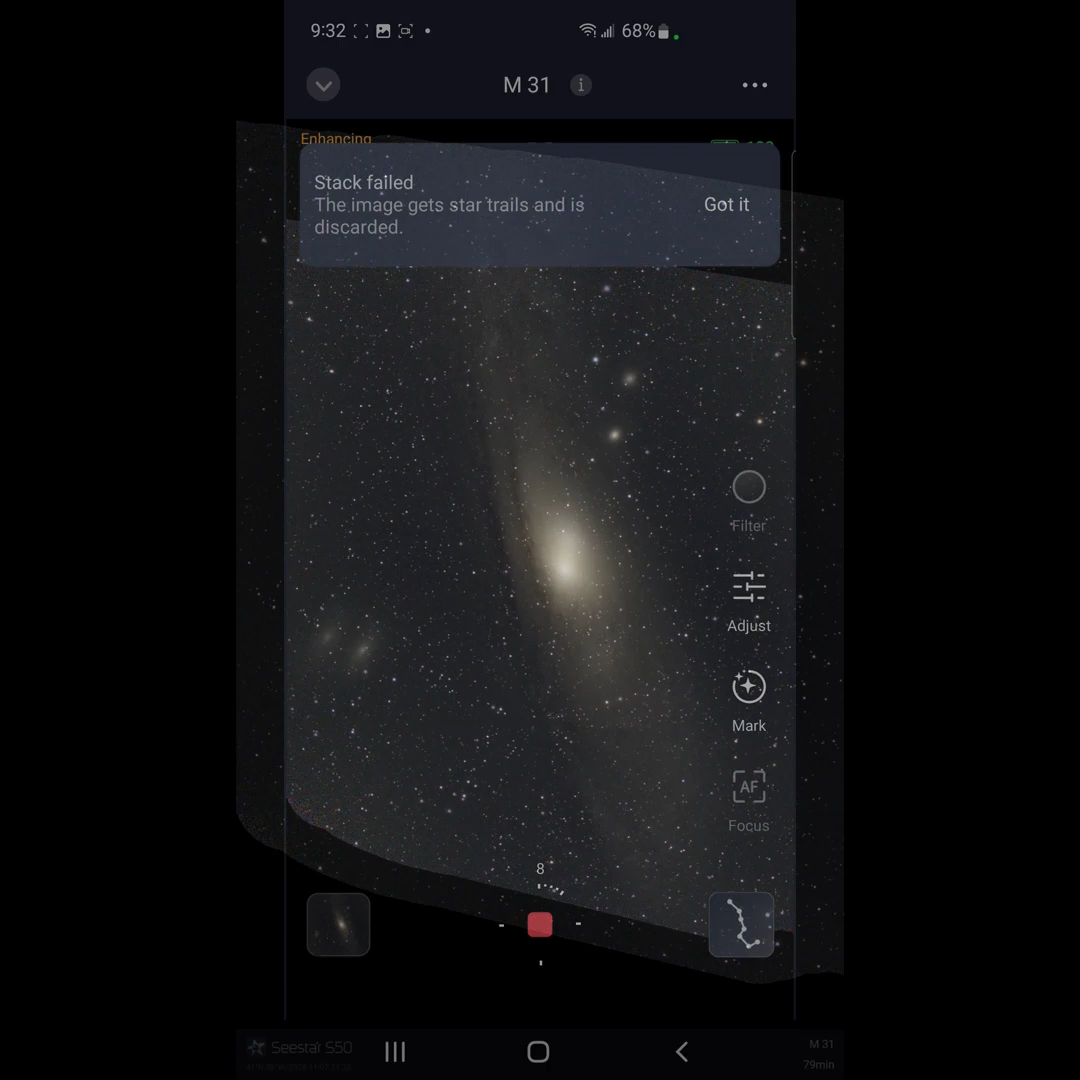 9:32
68%
M 31
Enhancing
Stack failed
The image gets star trails and is
discarded.
Got it
Filter
Adjust
Mark
AF
Focus
8
Seestar S50
M 31
79min